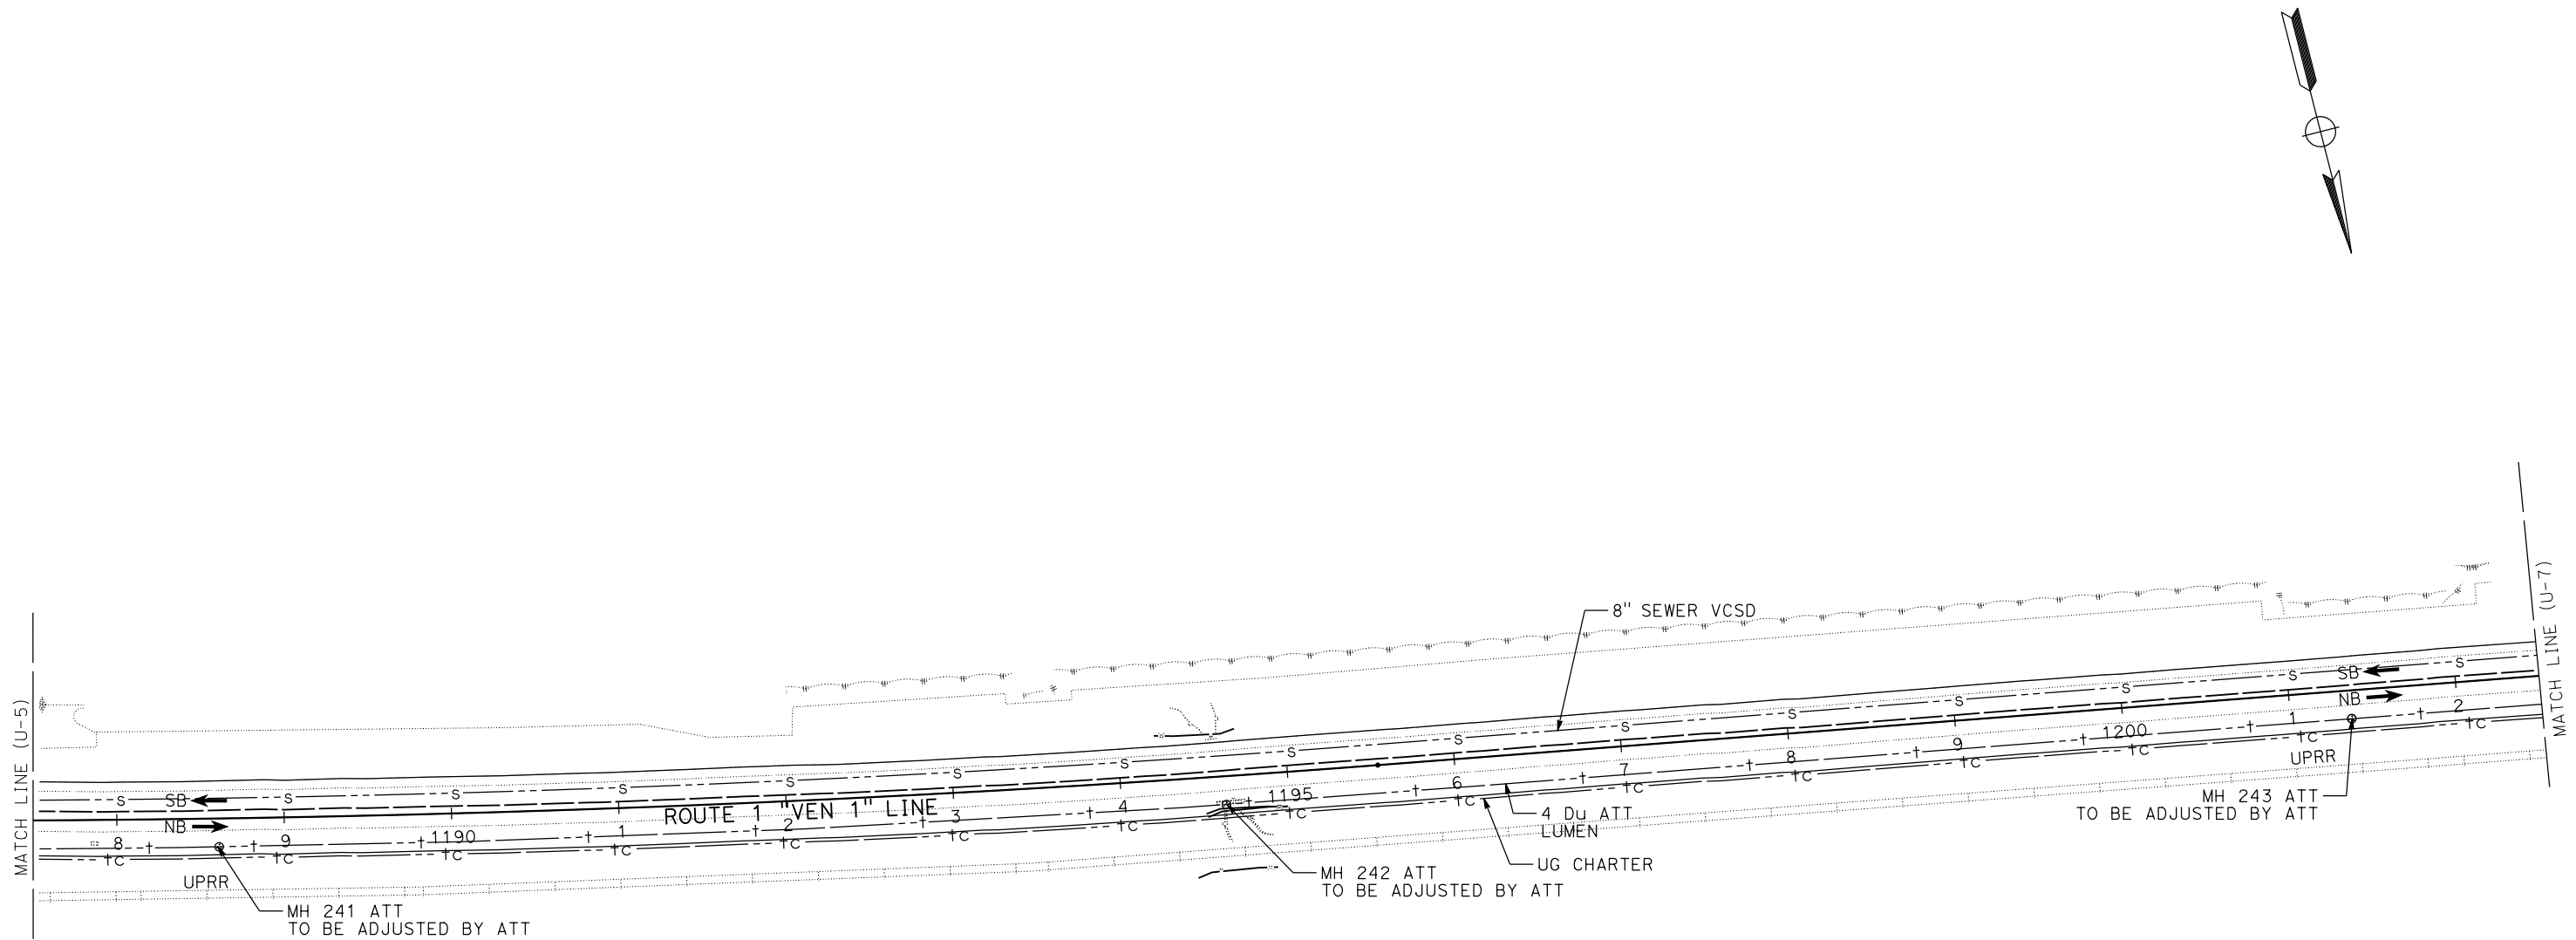 8" SEWER VCSD
MATCH LINE (U-7)
MATCH LINE (U-5)
S S S S S S S S S S S S S S S
SB
NB
SB
NB
ROUTE 1 "VEN 1" LINE
8 9 1190 1 2 3 4 1195 6 7 8 9 1200 1 2
C C C C C C C C C C C C C C C
UPRR
UPRR
4 Du ATT
LUMEN
UG CHARTER
MH 241 ATT
TO BE ADJUSTED BY ATT
MH 242 ATT
TO BE ADJUSTED BY ATT
MH 243 ATT
TO BE ADJUSTED BY ATT